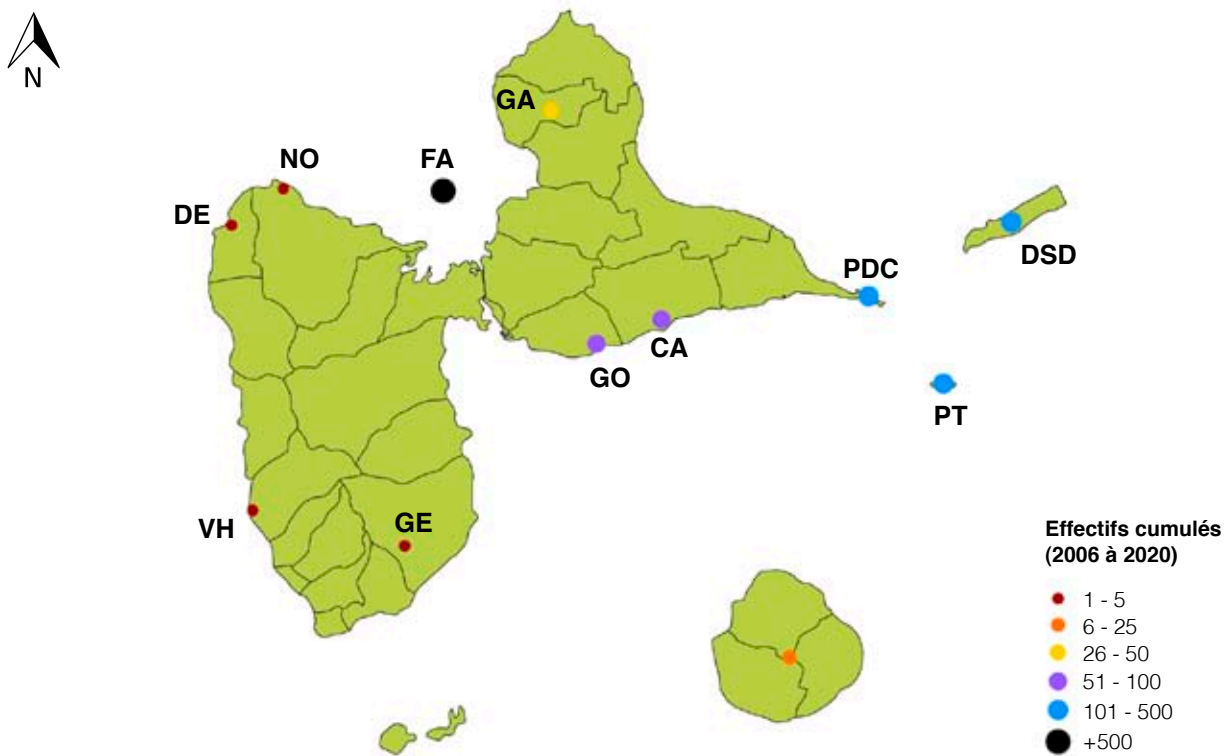 N
GA
NO
FA
DE
DSD
PDC
CA
GO
PT
VH
GE
Effectifs cumulés
(2006 à 2020)
1 - 5
6 - 25
26 - 50
51 - 100
101 - 500
+500